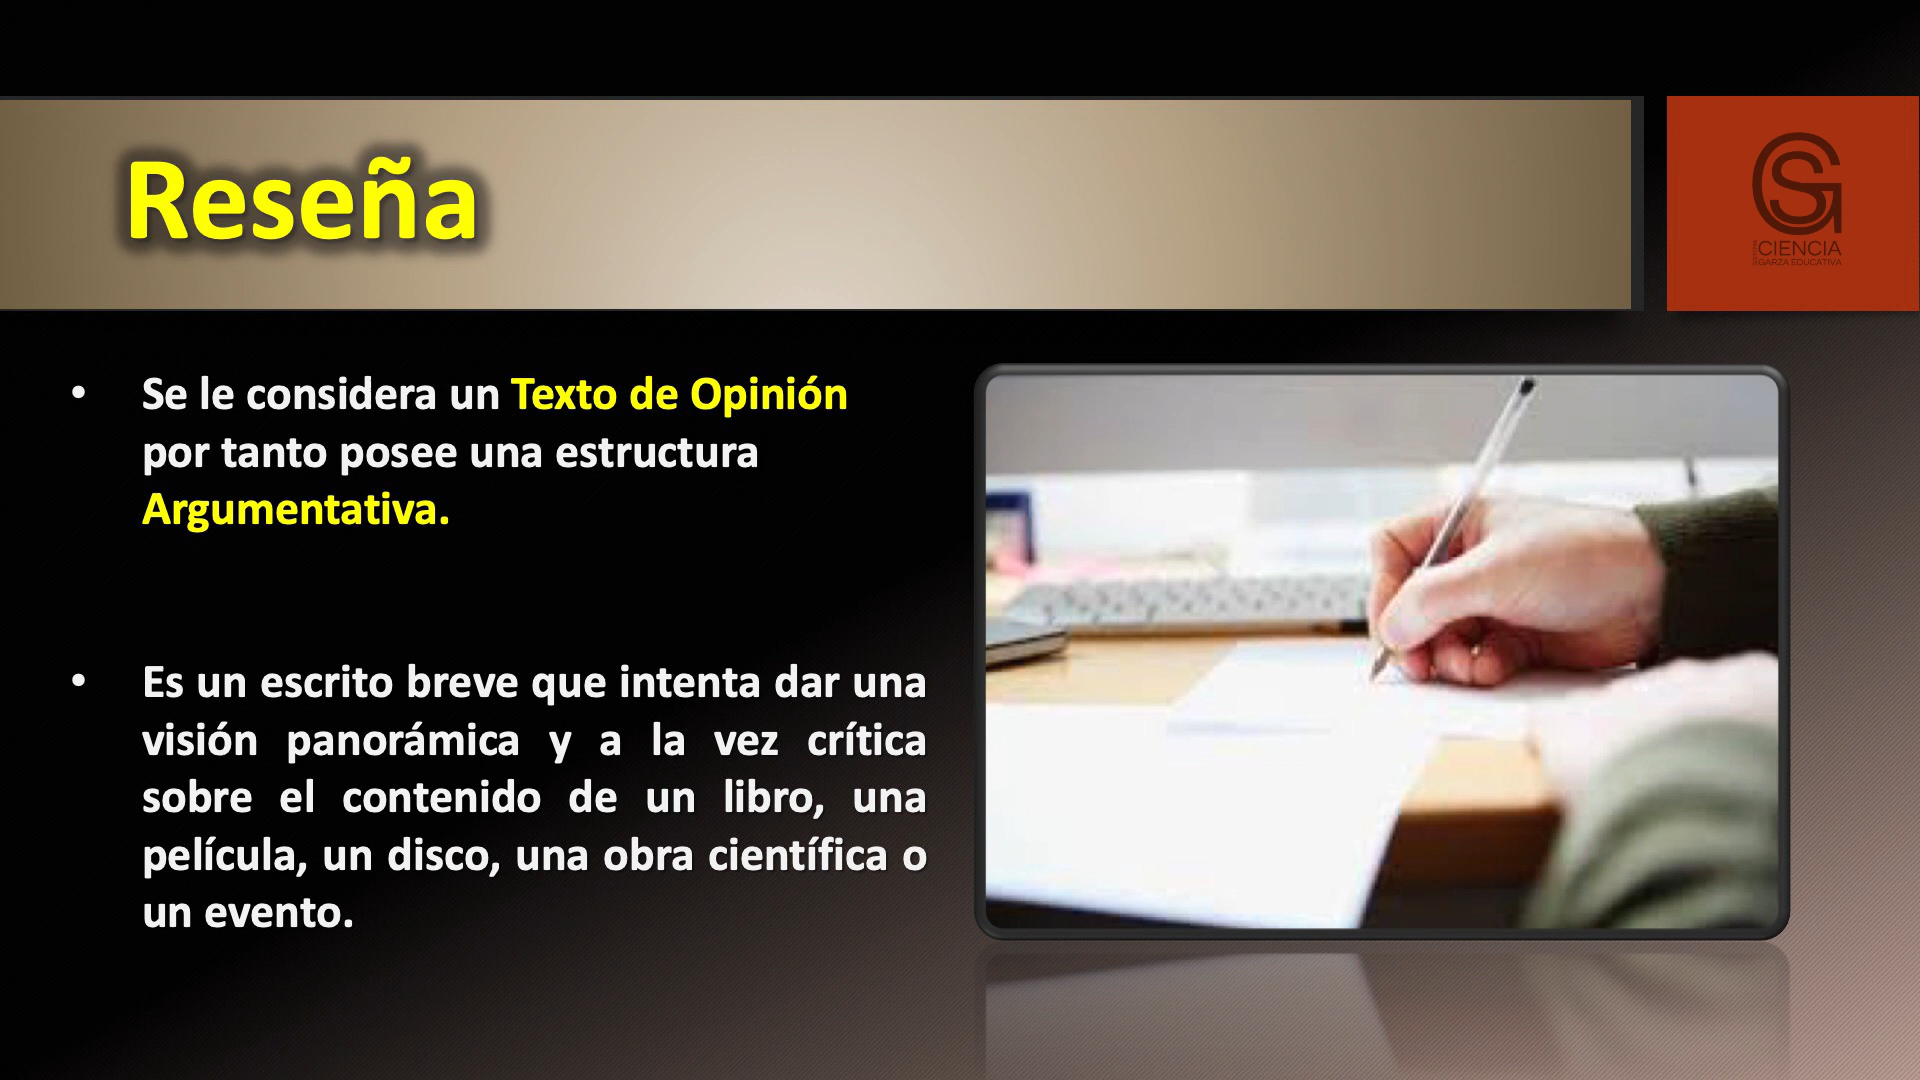 Reseña
CIENCIA
GARZA EDUCATIVA
• Se le considera un Texto de Opinión
por tanto posee una estructura
Argumentativa.
• Es un escrito breve que intenta dar una
visión panorámica y a la vez crítica
sobre el contenido de un libro, una
película, un disco, una obra científica o
un evento.